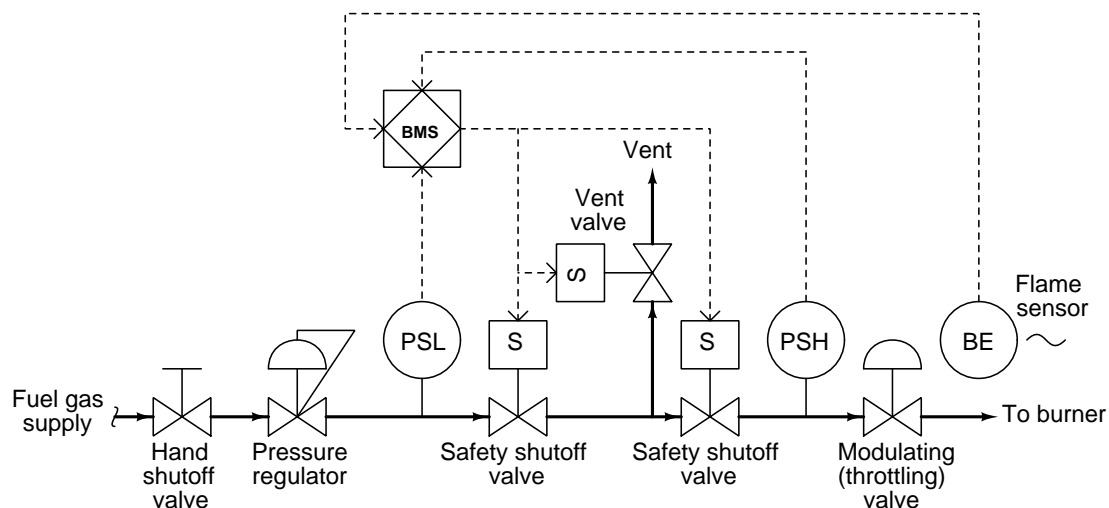 BMS
Vent
Vent
valve
S
Flame
sensor
PSL
S
S
PSH
BE
Fuel gas
supply
To burner
Hand
shutoff
valve
Pressure
regulator
Safety shutoff
valve
Safety shutoff
valve
Modulating
(throttling)
valve